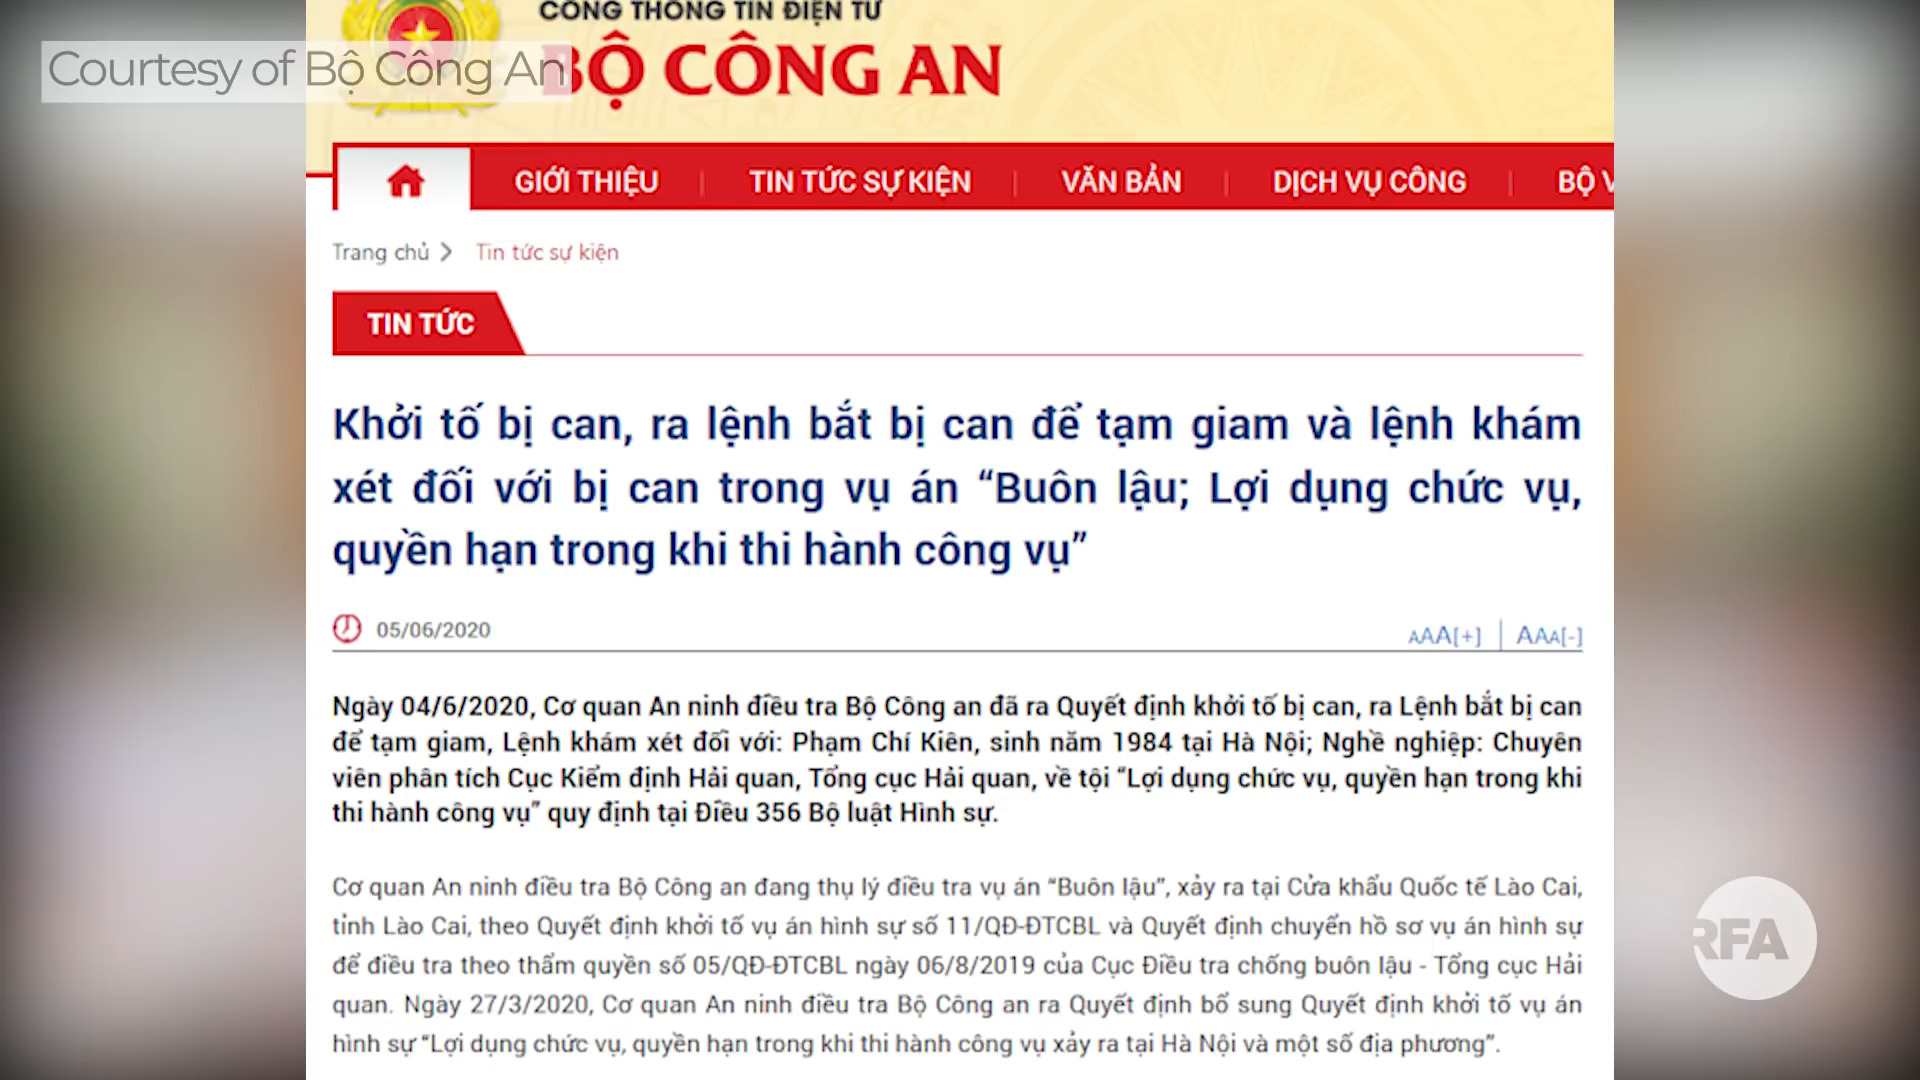 CỔNG THÔNG TIN ĐIỆN TỬ
Courtesy of Bộ Công An
BỘ CÔNG AN
GIỚI THIỆU
TIN TỨC SỰ KIỆN
VĂN BẢN
DỊCH VỤ CÔNG
BỘ
Trang chủ
Tin tức sự kiện
TIN TỨC
Khởi tố bị can, ra lệnh bắt bị can để tạm giam và lệnh khám
xét đối với bị can trong vụ án “Buôn lậu; Lợi dụng chức vụ,
quyền hạn trong khi thi hành công vụ”
05/06/2020
AAA[+]
AAA[-]
Ngày 04/6/2020, Cơ quan An ninh điều tra Bộ Công an đã ra Quyết định khởi tố bị can, ra Lệnh bắt bị can
để tạm giam, Lệnh khám xét đối với: Phạm Chí Kiên, sinh năm 1984 tại Hà Nội; Nghề nghiệp: Chuyên
viên phân tích Cục Kiểm định Hải quan, Tổng cục Hải quan, về tội “Lợi dụng chức vụ, quyền hạn trong khi
thi hành công vụ” quy định tại Điều 356 Bộ luật Hình sự.
Cơ quan An ninh điều tra Bộ Công an đang thụ lý điều tra vụ án “Buôn lậu”, xảy ra tại Cửa khẩu Quốc tế Lào Cai,
tỉnh Lào Cai, theo Quyết định khởi tố vụ án hình sự số 11/QĐ-ĐTCBL và Quyết định chuyển hồ sơ vụ án hình sự
để điều tra theo thẩm quyền số 05/QĐ-ĐTCBL ngày 06/8/2019 của Cục Điều tra chống buôn lậu - Tổng cục Hải
quan. Ngày 27/3/2020, Cơ quan An ninh điều tra Bộ Công an ra Quyết định bổ sung Quyết định khởi tố vụ án
hình sự “Lợi dụng chức vụ, quyền hạn trong khi thi hành công vụ xảy ra tại Hà Nội và một số địa phương”.
RFA